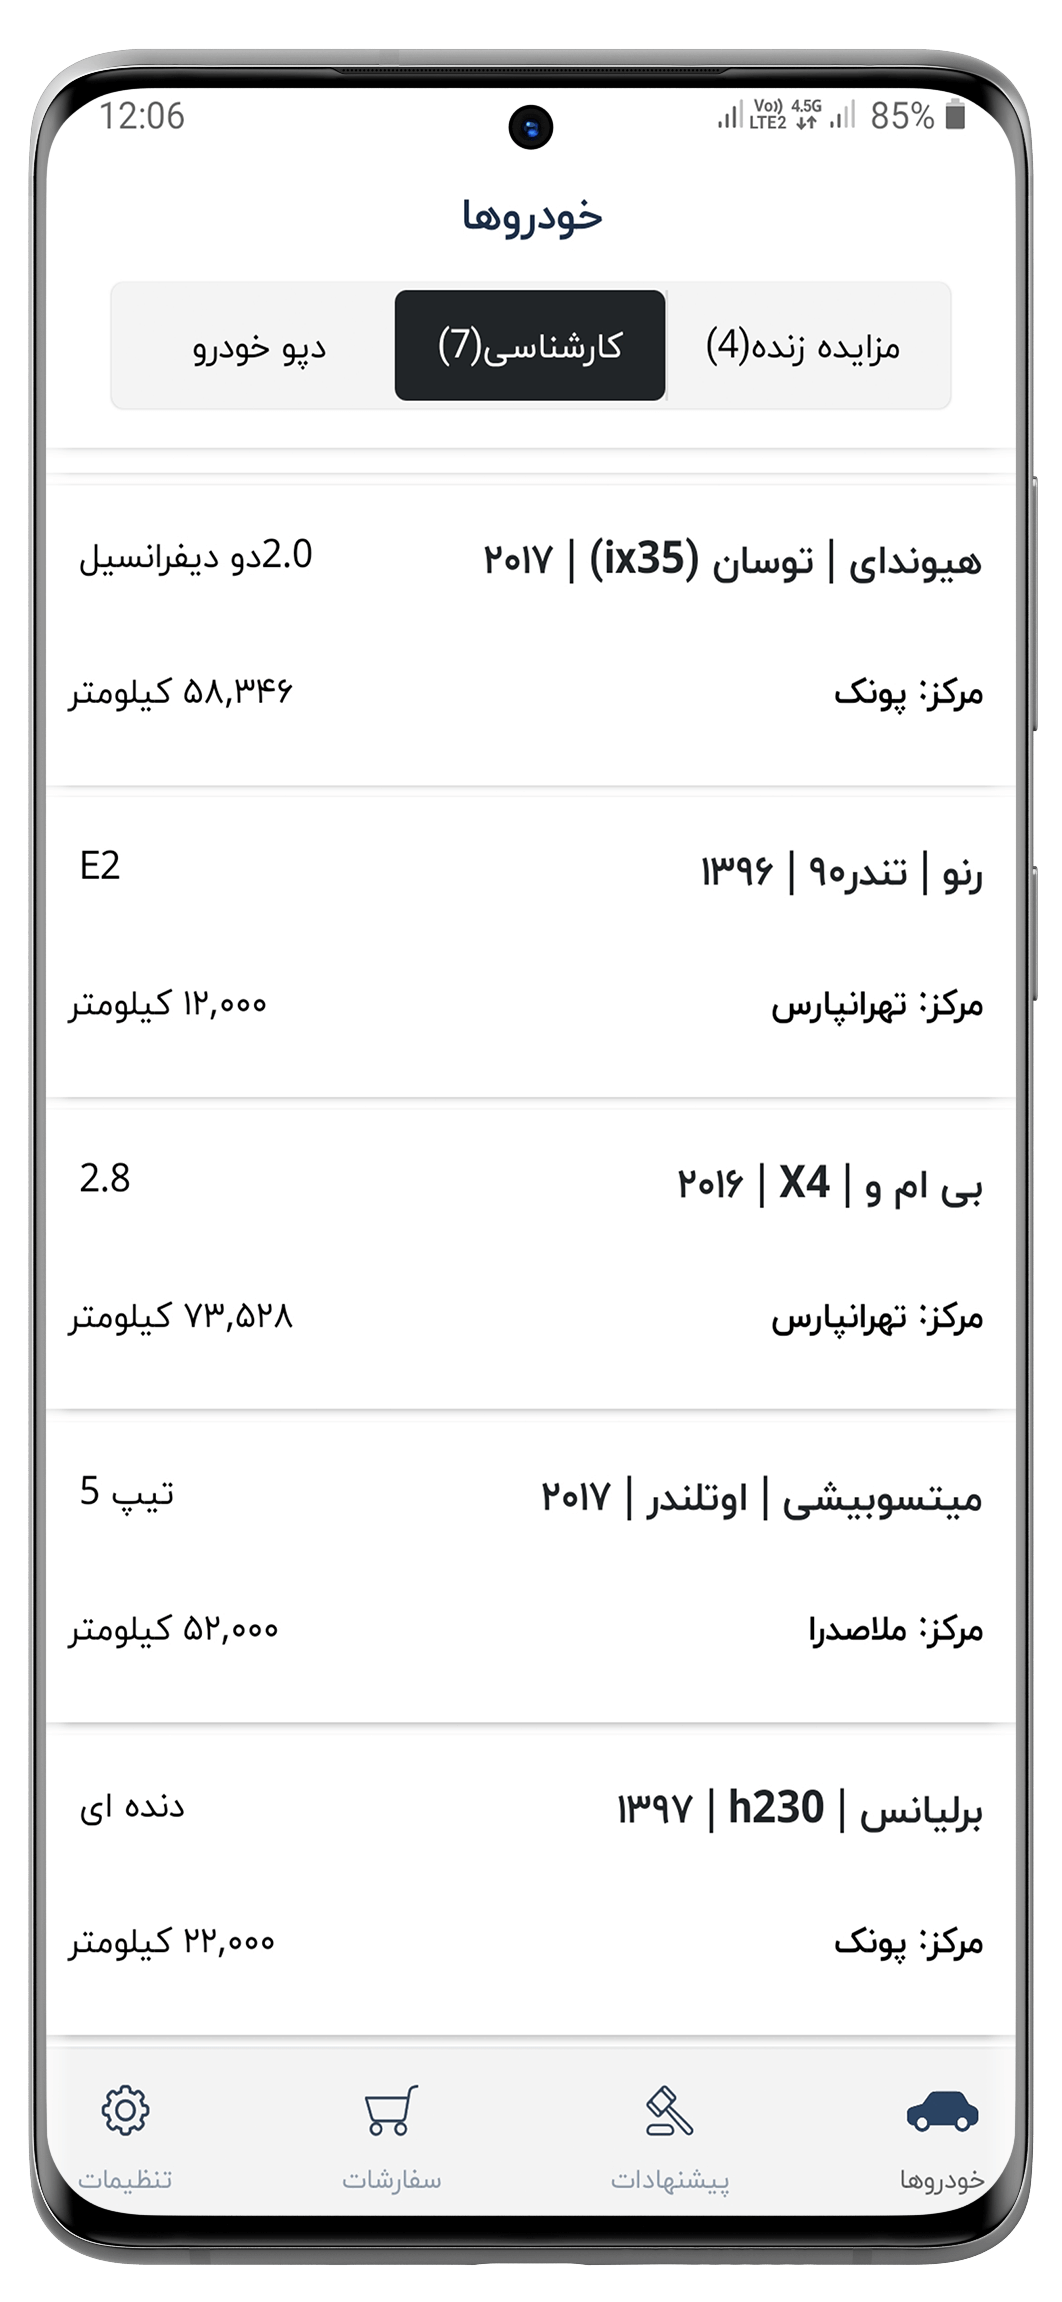 12:06 Vo)) LTE2 4.5G 85%
خودروها
مزایده زنده(4) کارشناسی(7) دپو خودرو
هیوندای | توسان (ix35) | ۲۰۱۷ 2.0دو دیفرانسیل
مرکز: پونک ۵۸,۳۴۶ کیلومتر
رنو | تندر۹۰ | ۱۳۹۶ E2
مرکز: تهرانپارس ۱۲,۰۰۰ کیلومتر
بی ام و | X4 | ۲۰۱۶ 2.8
مرکز: تهرانپارس ۷۳,۵۲۸ کیلومتر
میتسوبیشی | اوتلندر | ۲۰۱۷ تیپ 5
مرکز: ملاصدرا ۵۲,۰۰۰ کیلومتر
برلیانس | h230 | ۱۳۹۷ دنده ای
مرکز: پونک ۲۲,۰۰۰ کیلومتر
خودروها پیشنهادات سفارشات تنظیمات